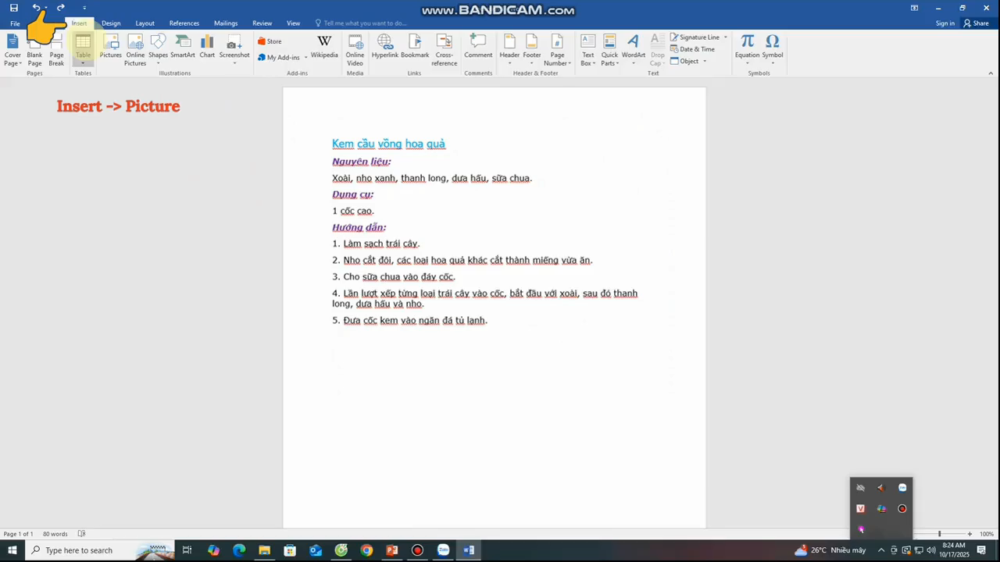 www.BANDICAM.com
File Insert Design Layout References Mailings Review View Tell me what you want to do... Sign in Share
Cover Page Blank Page Page Break Table Pictures Online Pictures Shapes SmartArt Chart Screenshot Store My Add-ins Wikipedia Online Video Hyperlink Bookmark Cross-reference Comment Header Footer Page Number Text Box Quick Parts WordArt Drop Cap Signature Line Date & Time Object Equation Symbol
Pages Tables Illustrations Add-ins Media Links Comments Header & Footer Text Symbols
Insert -> Picture
Kem cầu vồng hoa quả
Nguyên liệu:
Xoài, nho xanh, thanh long, dưa hấu, sữa chua.
Dụng cụ:
1 cốc cao.
Hướng dẫn:
1. Làm sạch trái cây.
2. Nho cắt đôi, các loại hoa quả khác cắt thành miếng vừa ăn.
3. Cho sữa chua vào đáy cốc.
4. Lần lượt xếp từng loại trái cây vào cốc, bắt đầu với xoài, sau đó thanh
long, dưa hấu và nho.
5. Đưa cốc kem vào ngăn đá tủ lạnh.
Page 1 of 1 80 words 100%
Type here to search 26°C Nhiều mây 8:24 AM
10/17/2025